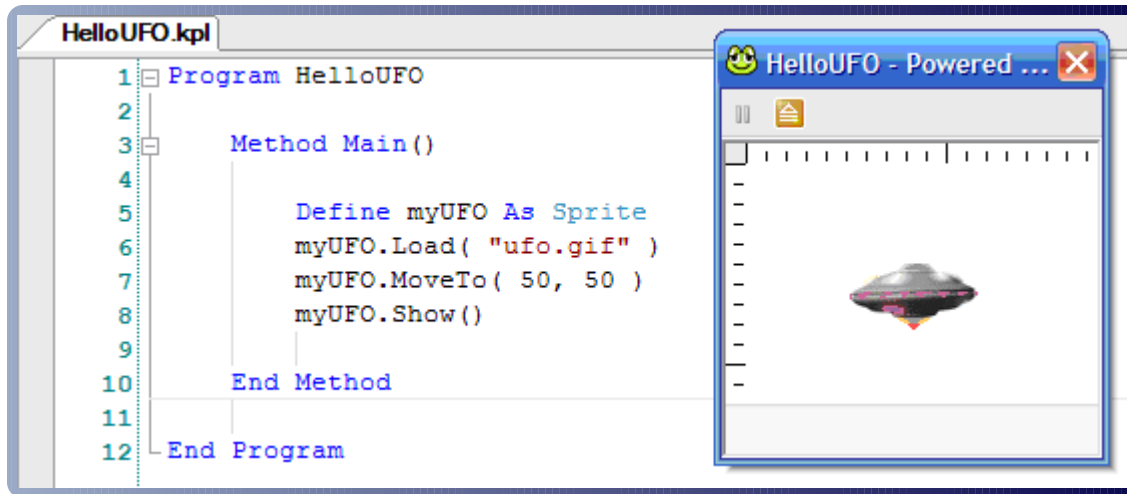 HelloUFO.kpl
1 Program HelloUFO
2
3 Method Main()
4
5 Define myUFO As Sprite
6 myUFO.Load( "ufo.gif" )
7 myUFO.MoveTo( 50, 50 )
8 myUFO.Show()
9
10 End Method
11
12 End Program
HelloUFO - Powered ...